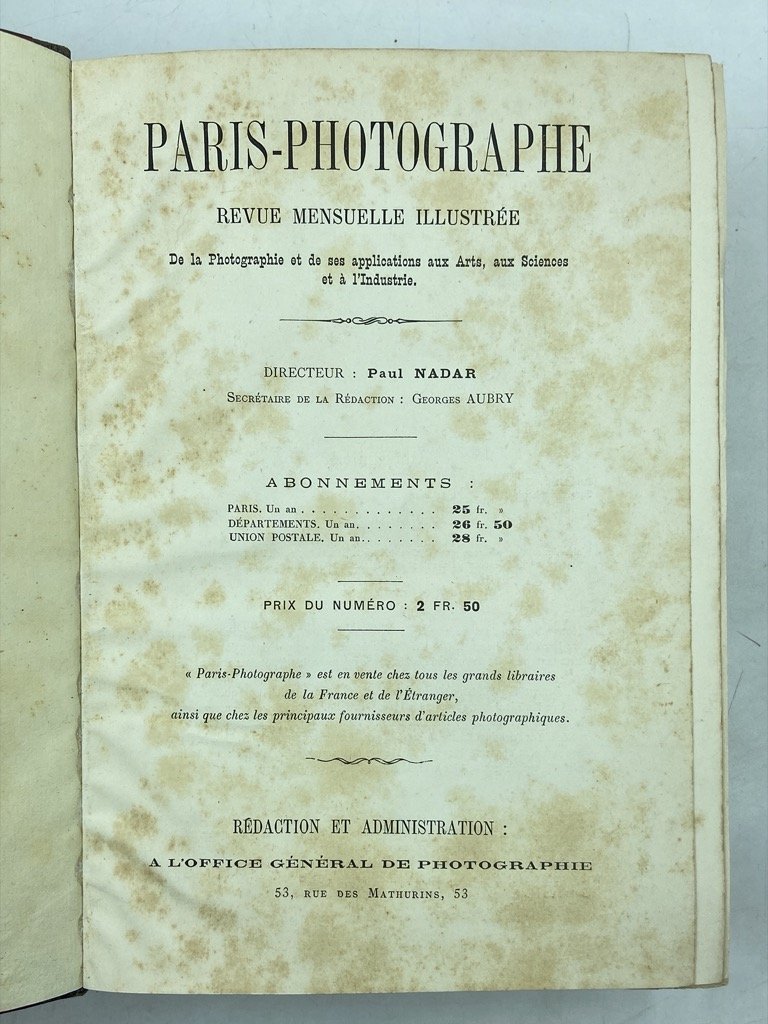 PARIS-PHOTOGRAPHE
REVUE MENSUELLE ILLUSTRÉE
De la Photographie et de ses applications aux Arts, aux Sciences
et à l'Industrie.
DIRECTEUR : Paul NADAR
SECRÉTAIRE DE LA RÉDACTION : GEORGES AUBRY
ABONNEMENTS :
PARIS. Un an . . . . . . . . . . . . . 25 fr. »
DÉPARTEMENTS. Un an. . . . . . . . 26 fr. 50
UNION POSTALE. Un an. . . . . . . . 28 fr. »
PRIX DU NUMÉRO : 2 FR. 50
« Paris-Photographe » est en vente chez tous les grands libraires
de la France et de l'Étranger,
ainsi que chez les principaux fournisseurs d'articles photographiques.
RÉDACTION ET ADMINISTRATION :
A L'OFFICE GÉNÉRAL DE PHOTOGRAPHIE
53, RUE DES MATHURINS, 53